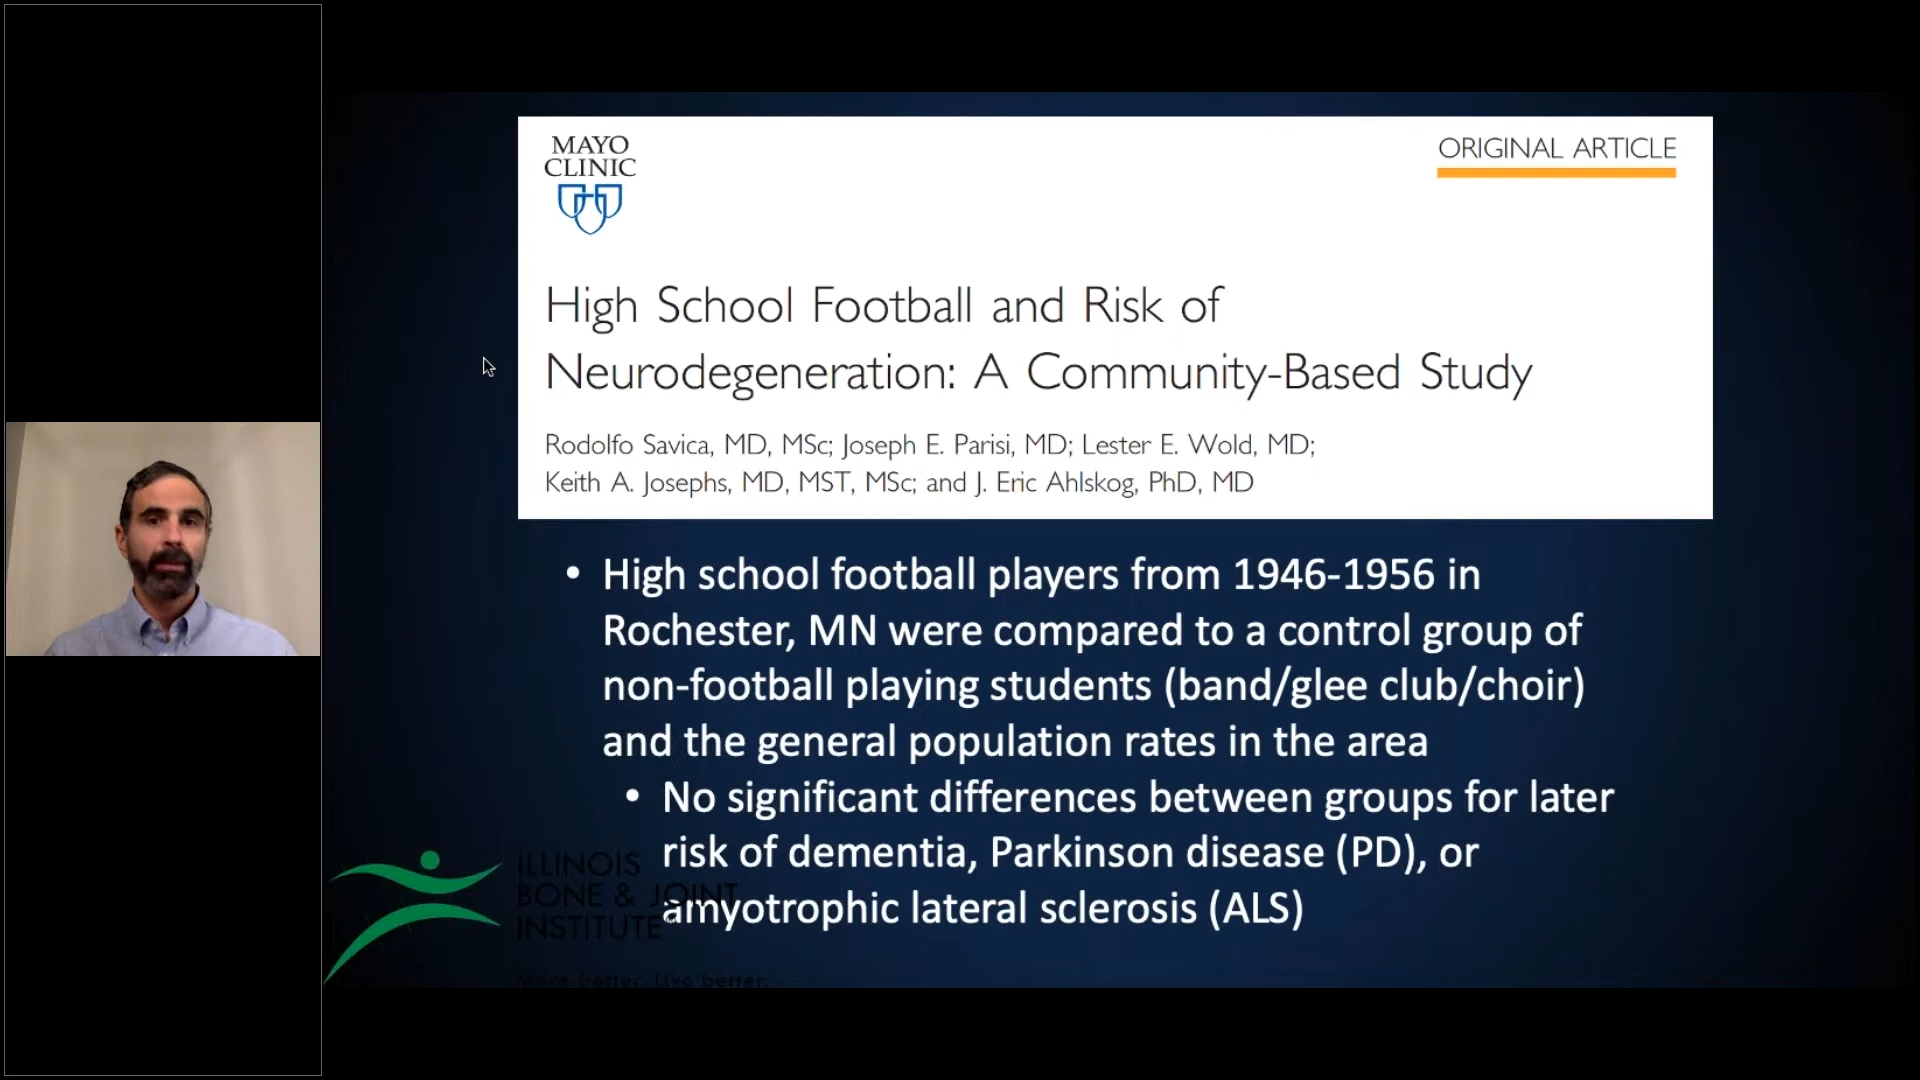 MAYO
CLINIC
ORIGINAL ARTICLE
High School Football and Risk of
Neurodegeneration: A Community-Based Study
Rodolfo Savica, MD, MSc; Joseph E. Parisi, MD; Lester E. Wold, MD;
Keith A. Josephs, MD, MST, MSc; and J. Eric Ahlskog, PhD, MD
• High school football players from 1946-1956 in
Rochester, MN were compared to a control group of
non-football playing students (band/glee club/choir)
and the general population rates in the area
• No significant differences between groups for later
risk of dementia, Parkinson disease (PD), or
amyotrophic lateral sclerosis (ALS)
ILLINOIS
BONE & JOINT
INSTITUTE
Move better. Live better.